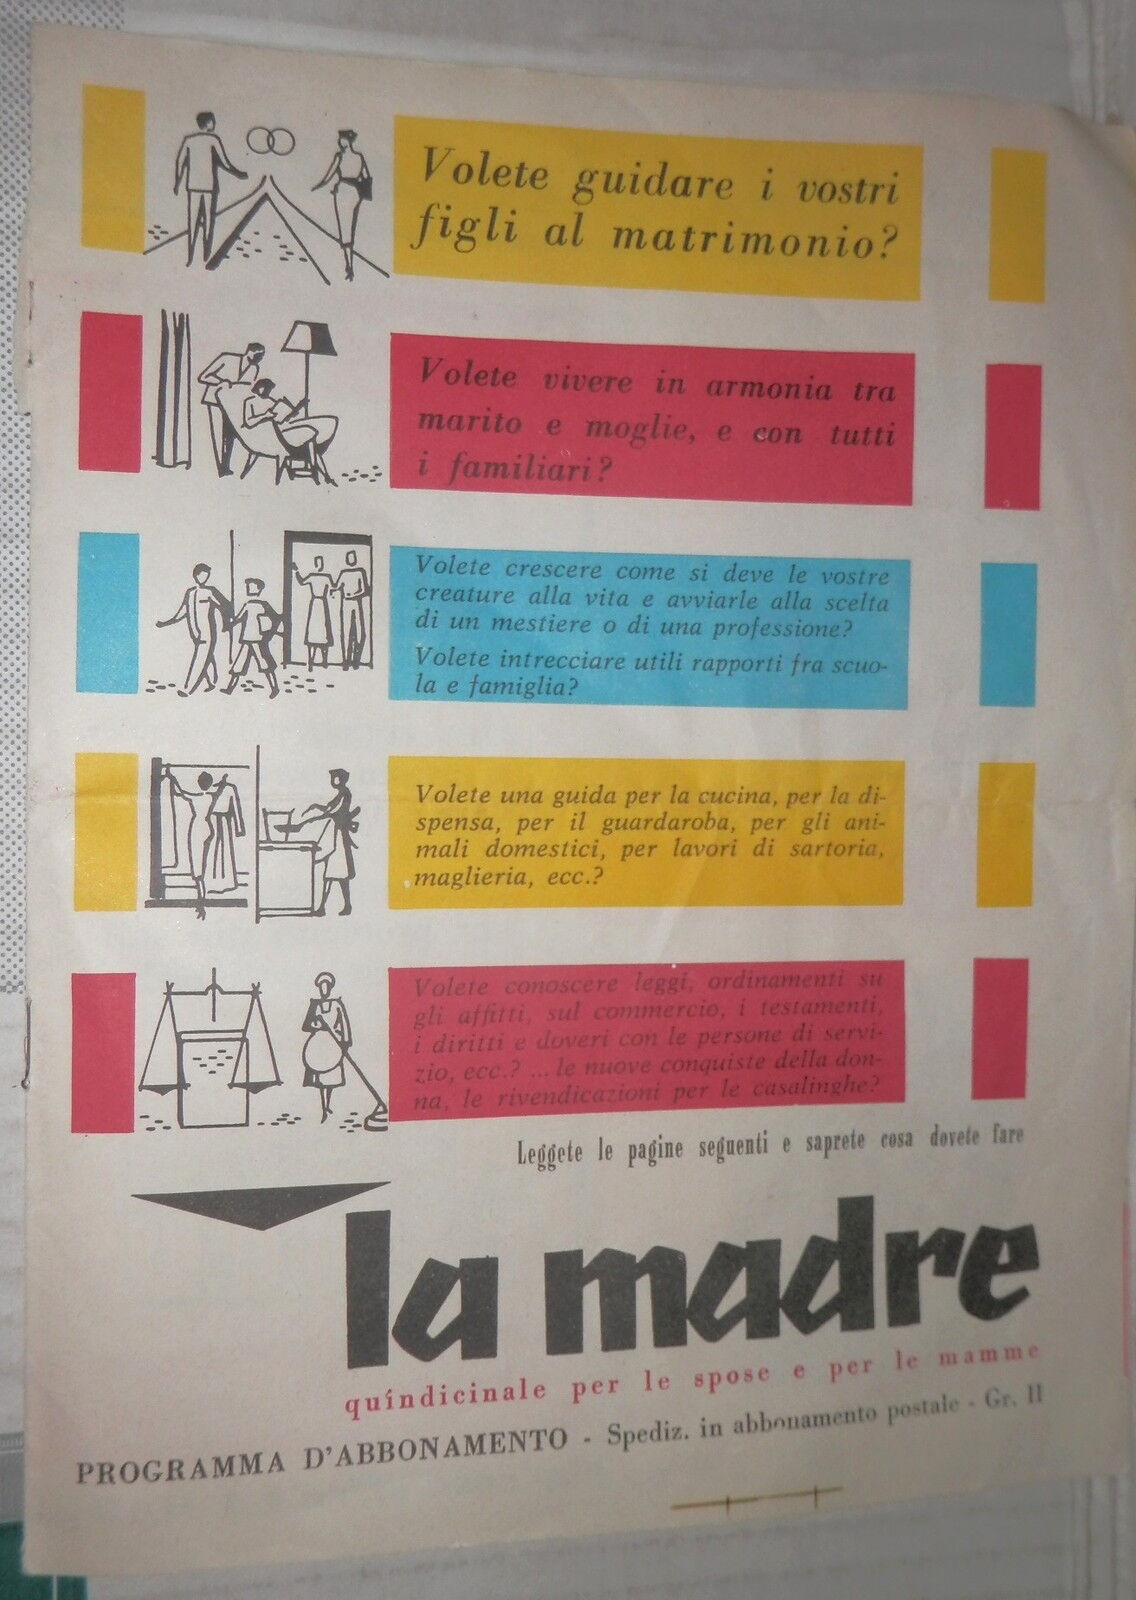 Volete guidare i vostri
figli al matrimonio?
Volete vivere in armonia tra
marito e moglie, e con tutti
i familiari?
Volete crescere come si deve le vostre
creature alla vita e avviarle alla scelta
di un mestiere o di una professione?
Volete intrecciare utili rapporti fra scuo-
la e famiglia?
Volete una guida per la cucina, per la di-
spensa, per il guardaroba, per gli ani-
mali domestici, per lavori di sartoria,
maglieria, ecc.?
Volete conoscere leggi, ordinamenti su
gli affitti, sul commercio, i testamenti,
i diritti e doveri con le persone di servi-
zio, ecc.? ... le nuove conquiste della don-
na, le rivendicazioni per le casalinghe?
Leggete le pagine seguenti e saprete cosa dovete fare
la madre
quindicinale per le spose e per le mamme
PROGRAMMA D'ABBONAMENTO - Spediz. in abbonamento postale - Gr. II